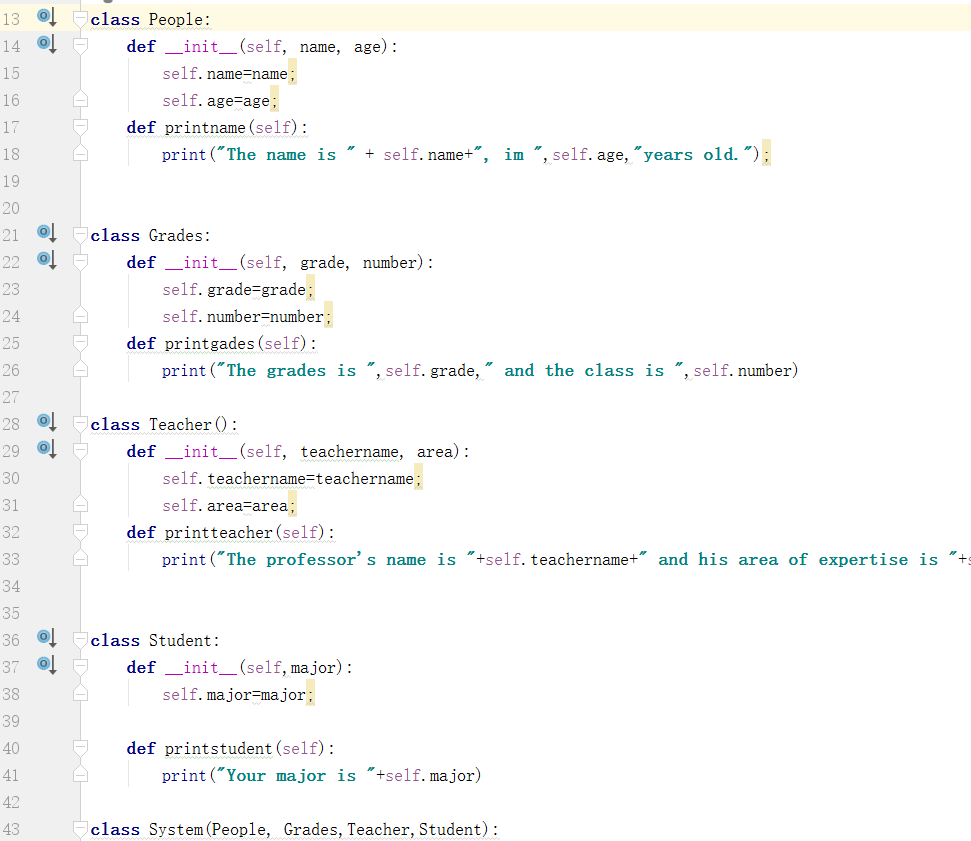 13 class People:
14 def __init__(self, name, age):
15 self.name=name;
16 self.age=age;
17 def printname(self):
18 print("The name is " + self.name+", im ",self.age,"years old.");
19
20
21 class Grades:
22 def __init__(self, grade, number):
23 self.grade=grade;
24 self.number=number;
25 def printgades(self):
26 print("The grades is ",self.grade," and the class is ",self.number)
27
28 class Teacher():
29 def __init__(self, teachername, area):
30 self.teachername=teachername;
31 self.area=area;
32 def printteacher(self):
33 print("The professor's name is "+self.teachername+" and his area of expertise is "+
34
35
36 class Student:
37 def __init__(self,major):
38 self.major=major;
39
40 def printstudent(self):
41 print("Your major is "+self.major)
42
43 class System(People, Grades,Teacher,Student):